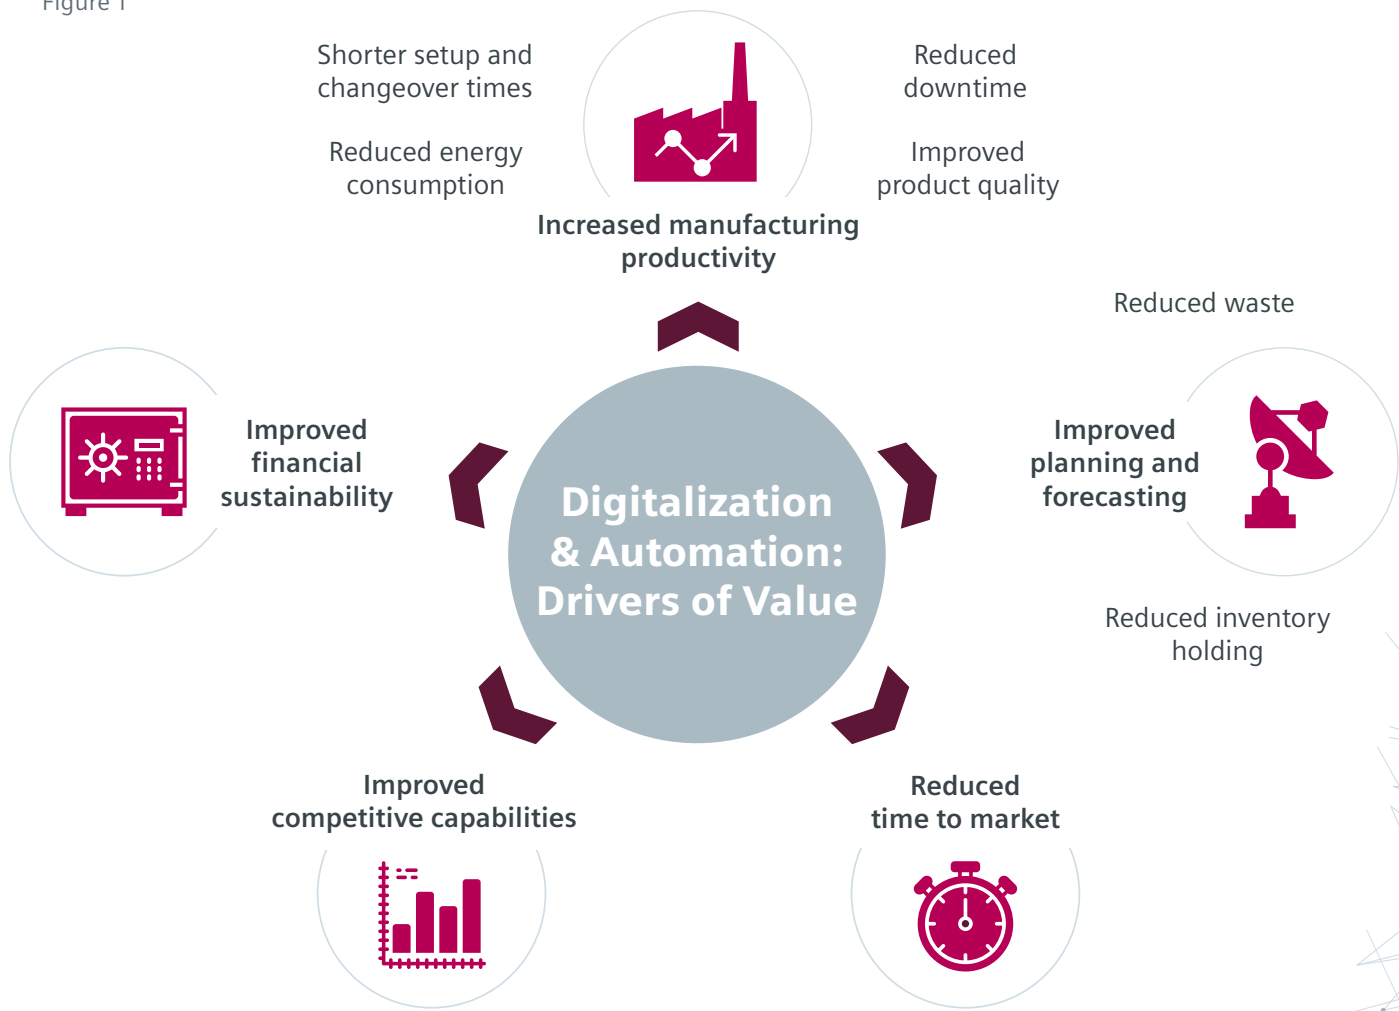 Figure 1
Shorter setup and
changeover times
Reduced energy
consumption
Reduced
downtime
Improved
product quality
Increased manufacturing
productivity
Reduced waste
Improved
planning and
forecasting
Reduced inventory
holding
Improved
financial
sustainability
Digitalization
& Automation:
Drivers of Value
Improved
competitive capabilities
Reduced
time to market